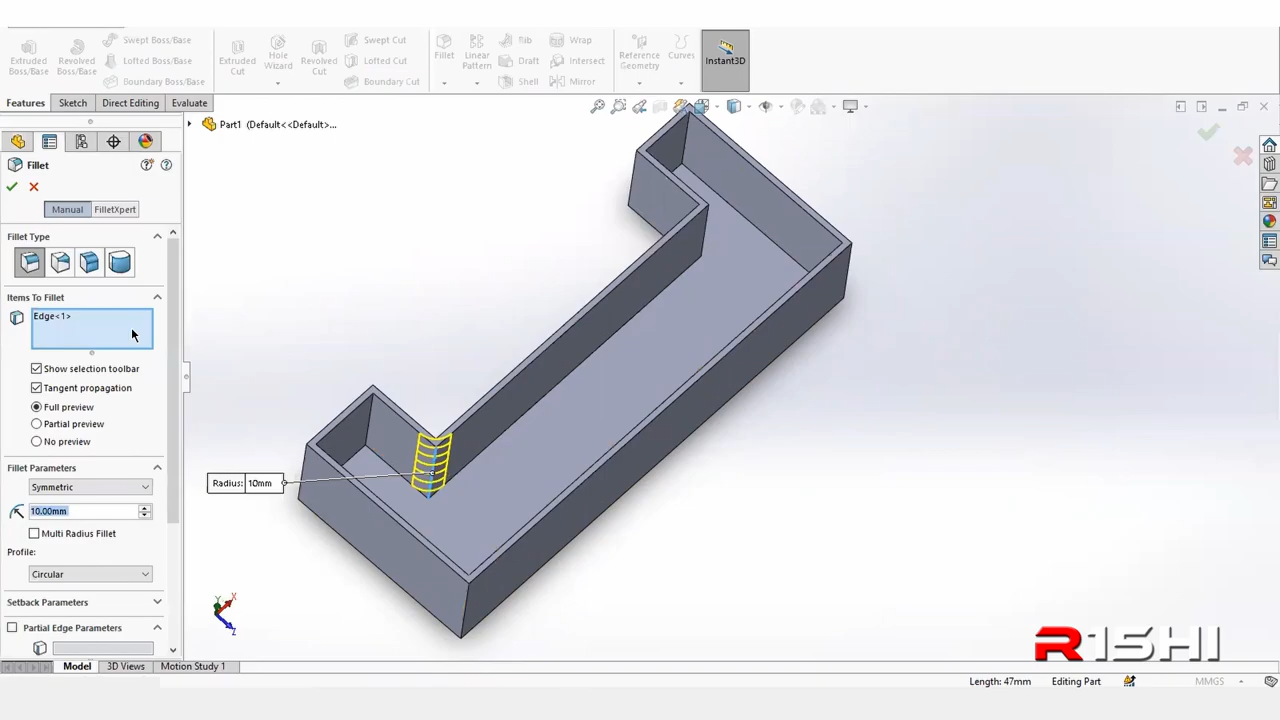 Extruded Boss/Base
Revolved Boss/Base
Swept Boss/Base
Lofted Boss/Base
Boundary Boss/Base
Extruded Cut
Hole Wizard
Revolved Cut
Swept Cut
Lofted Cut
Boundary Cut
Fillet
Linear Pattern
Rib
Draft
Shell
Wrap
Intersect
Mirror
Reference Geometry
Curves
Instant3D
Features
Sketch
Direct Editing
Evaluate
Part1 (Default<<Default>...
Fillet
Manual
FilletXpert
Fillet Type
Items To Fillet
Edge<1>
Show selection toolbar
Tangent propagation
Full preview
Partial preview
No preview
Fillet Parameters
Symmetric
10.00mm
Multi Radius Fillet
Profile:
Circular
Setback Parameters
Partial Edge Parameters
Radius: 10mm
Y
X
Z
R1SHI
Model
3D Views
Motion Study 1
Length: 47mm
Editing Part
MMGS